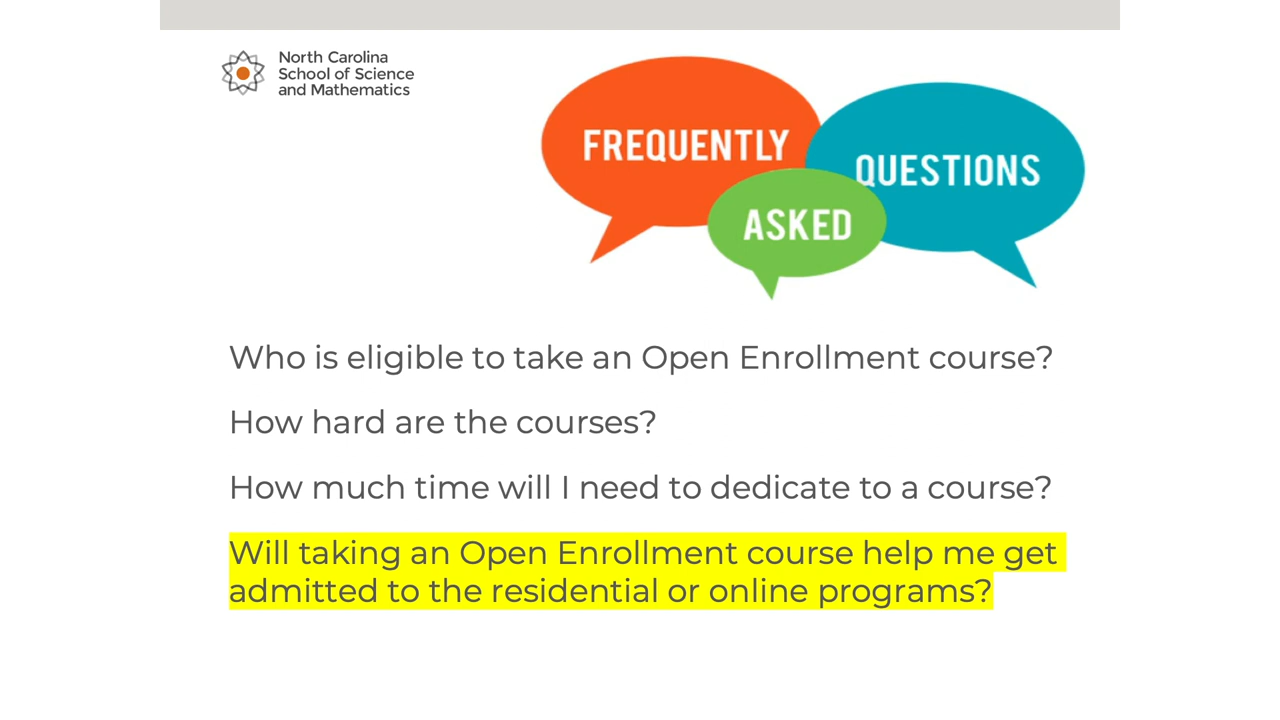 North Carolina
School of Science
and Mathematics
FREQUENTLY
ASKED
QUESTIONS
Who is eligible to take an Open Enrollment course?
How hard are the courses?
How much time will I need to dedicate to a course?
Will taking an Open Enrollment course help me get
admitted to the residential or online programs?